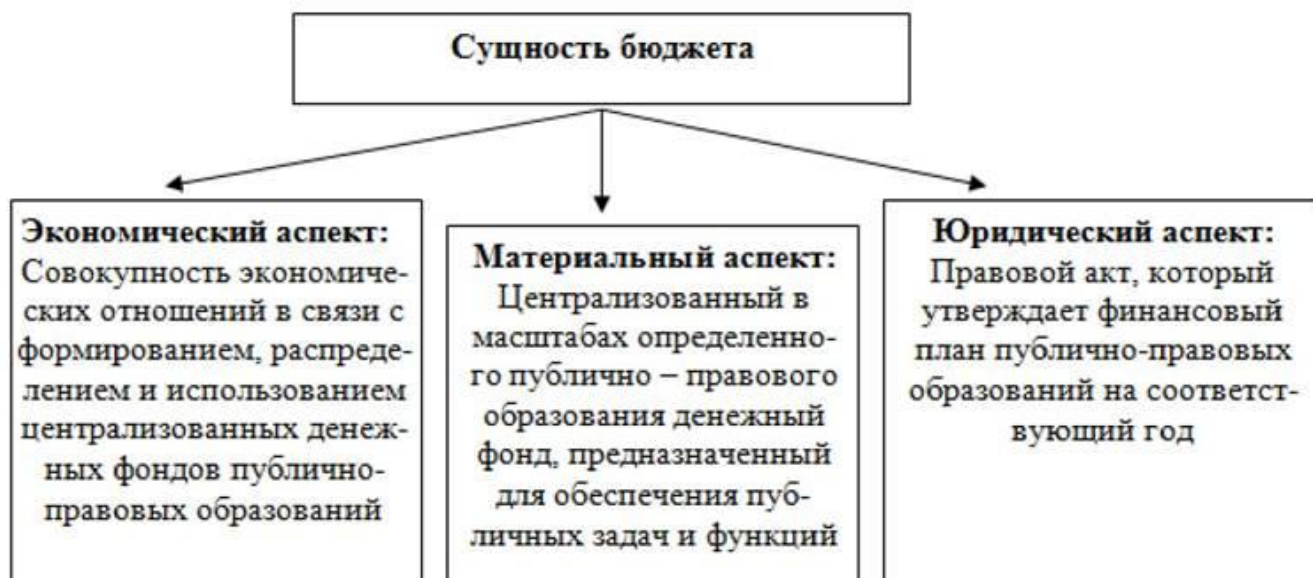 Сущность бюджета
Экономический аспект:
Совокупность экономиче-
ских отношений в связи с
формированием, распреде-
лением и использованием
централизованных денеж-
ных фондов публично-
правовых образований
Материальный аспект:
Централизованный в
масштабах определенно-
го публично – правового
образования денежный
фонд, предназначенный
для обеспечения пуб-
личных задач и функций
Юридический аспект:
Правовой акт, который
утверждает финансовый
план публично-правовых
образований на соответст-
вующий год